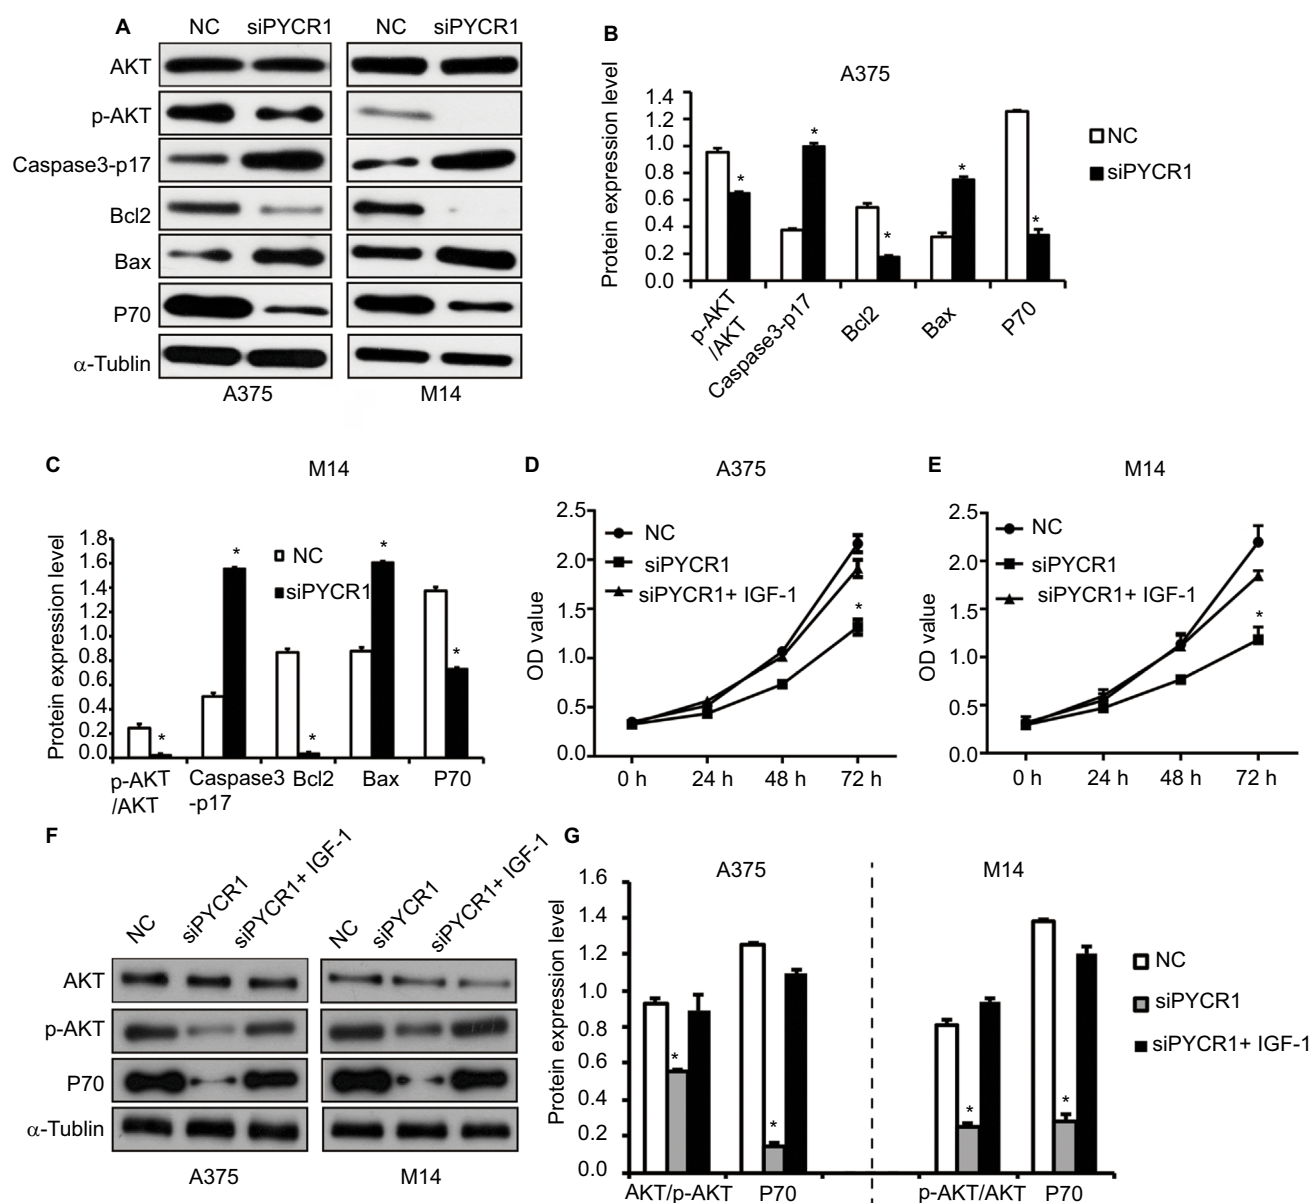 A
NC siPYCR1 NC siPYCR1
AKT
p-AKT
Caspase3-p17
Bcl2
Bax
P70
α-Tublin
A375 M14
B
A375
Protein expression level
1.4
1.2
1.0
0.8
0.6
0.4
0.2
0.0
* * * * *
p-AKT
/AKT
Caspase3-p17
Bcl2
Bax
P70
NC
siPYCR1
C
M14
Protein expression level
1.8
1.6
1.4
1.2
1.0
0.8
0.6
0.4
0.2
0.0
NC
siPYCR1
* * * * *
p-AKT
/AKT
Caspase3
-p17
Bcl2
Bax
P70
D
A375
OD value
2.5
2.0
1.5
1.0
0.5
0.0
NC
siPYCR1
siPYCR1+ IGF-1
*
0 h 24 h 48 h 72 h
E
M14
OD value
2.5
2.0
1.5
1.0
0.5
0.0
NC
siPYCR1
siPYCR1+ IGF-1
*
0 h 24 h 48 h 72 h
F
NC siPYCR1 siPYCR1+ IGF-1 NC siPYCR1 siPYCR1+ IGF-1
AKT
p-AKT
P70
α-Tublin
A375 M14
G
A375 M14
Protein expression level
1.6
1.4
1.2
1.0
0.8
0.6
0.4
0.2
0.0
* * * *
AKT/p-AKT P70 p-AKT/AKT P70
NC
siPYCR1
siPYCR1+ IGF-1